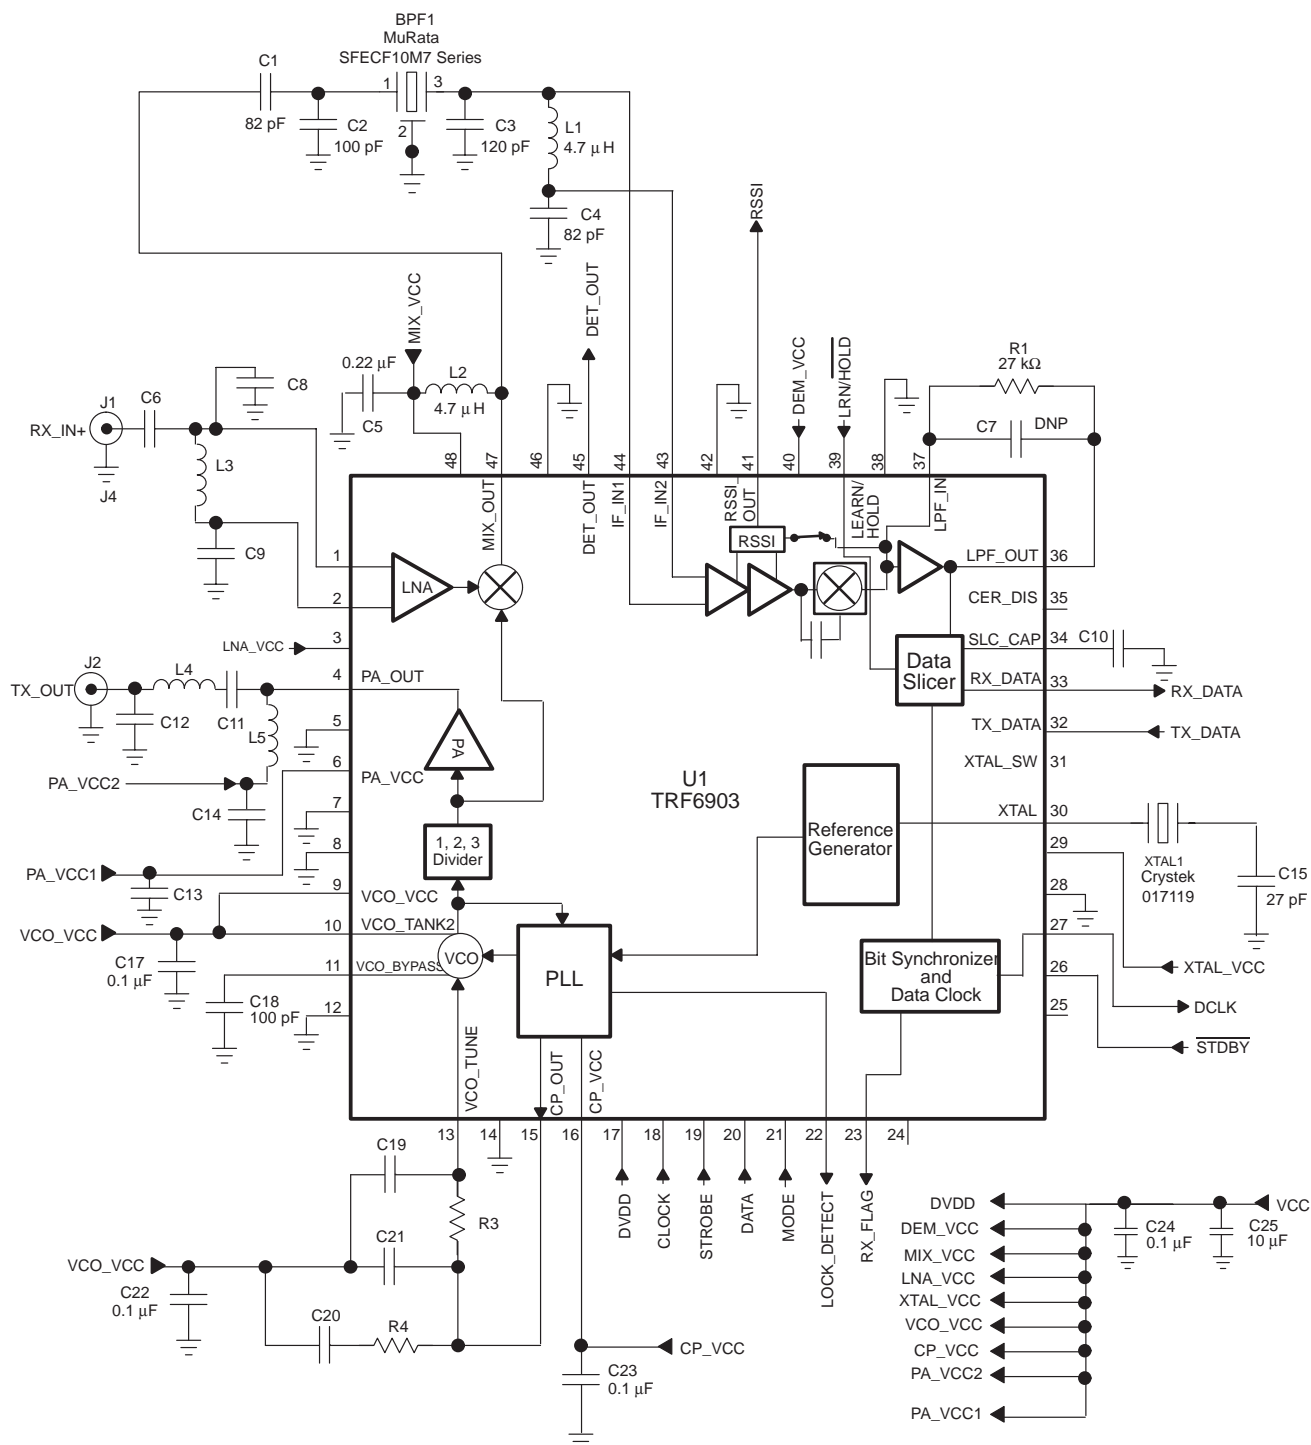 BPF1
MuRata
SFECF10M7 Series
C1
82 pF
1
3
2
C2
100 pF
C3
120 pF
L1
4.7 μ H
C4
82 pF
RSSI
MIX_VCC
DET_OUT
DEM_VCC
LRN/HOLD
R1
27 kΩ
C7
DNP
0.22 μF
C5
L2
4.7 μ H
C8
J1
C6
RX_IN+
J4
L3
C9
48
47
46
45
44
43
42
41
40
39
38
37
MIX_OUT
DET_OUT
IF_IN1
IF_IN2
RSSI_
OUT
LEARN/
HOLD
LPF_IN
RSSI
LPF_OUT
36
CER_DIS
35
SLC_CAP
34
C10
RX_DATA
33
RX_DATA
TX_DATA
32
TX_DATA
XTAL_SW
31
XTAL
30
29
28
27
26
25
1
LNA
2
LNA_VCC
3
4
PA_OUT
J2
TX_OUT
L4
C12
C11
L5
5
6
PA_VCC
PA_VCC2
C14
7
8
PA
1, 2, 3
Divider
Data
Slicer
U1
TRF6903
Reference
Generator
XTAL1
Crystek
017119
C15
27 pF
PA_VCC1
C13
9
VCO_VCC
VCO_VCC
10
VCO_TANK2
C17
0.1 μF
11
VCO_BYPASS
VCO
PLL
Bit Synchronizer
and
Data Clock
XTAL_VCC
DCLK
STDBY
C18
100 pF
12
VCO_TUNE
CP_OUT
CP_VCC
13
14
15
16
17
18
19
20
21
22
23
24
DVDD
CLOCK
STROBE
DATA
MODE
LOCK_DETECT
RX_FLAG
C19
R3
C21
VCO_VCC
C22
0.1 μF
C20
R4
CP_VCC
C23
0.1 μF
DVDD
VCC
DEM_VCC
C24
0.1 μF
C25
10 μF
MIX_VCC
LNA_VCC
XTAL_VCC
VCO_VCC
CP_VCC
PA_VCC2
PA_VCC1